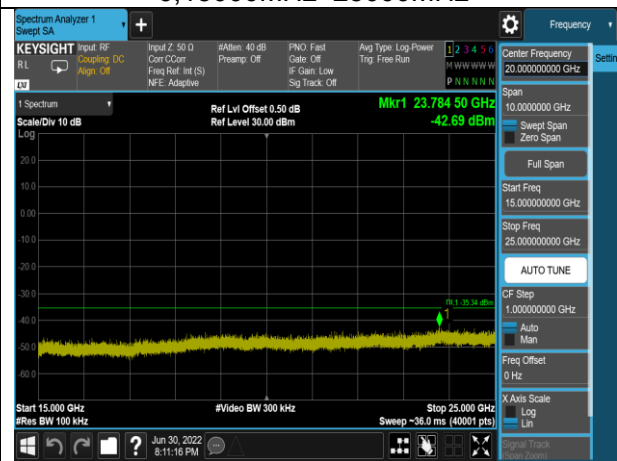 Spectrum Analyzer 1
Swept SA
+
Frequency
KEYSIGHT
RL
Input: RF
Coupling: DC
Align: Off
Input Z: 50 Ω
Corr CCorr
Freq Ref: Int (S)
NFE: Adaptive
#Atten: 40 dB
Preamp: Off
PNO: Fast
Gate: Off
IF Gain: Low
Sig Track: Off
Avg Type: Log-Power
Trig: Free Run
1 2 3 4 5 6
M W W W W W
P N N N N N
1 Spectrum
Scale/Div 10 dB
Log
Ref Lvl Offset 0.50 dB
Ref Level 30.00 dBm
Mkr1 23.784 50 GHz
-42.69 dBm
20.0
10.0
0.00
-10.0
-20.0
-30.0
-40.0
-50.0
-60.0
DL1 -35.34 dBm
1
Start 15.000 GHz
#Res BW 100 kHz
#Video BW 300 kHz
Stop 25.000 GHz
Sweep ~36.0 ms (40001 pts)
Jun 30, 2022
8:11:16 PM
Center Frequency
20.000000000 GHz
Settin
Span
10.0000000 GHz
Swept Span
Zero Span
Full Span
Start Freq
15.000000000 GHz
Stop Freq
25.000000000 GHz
AUTO TUNE
CF Step
1.000000000 GHz
Auto
Man
Freq Offset
0 Hz
X Axis Scale
Log
Lin
Signal Track
(Span Zoom)